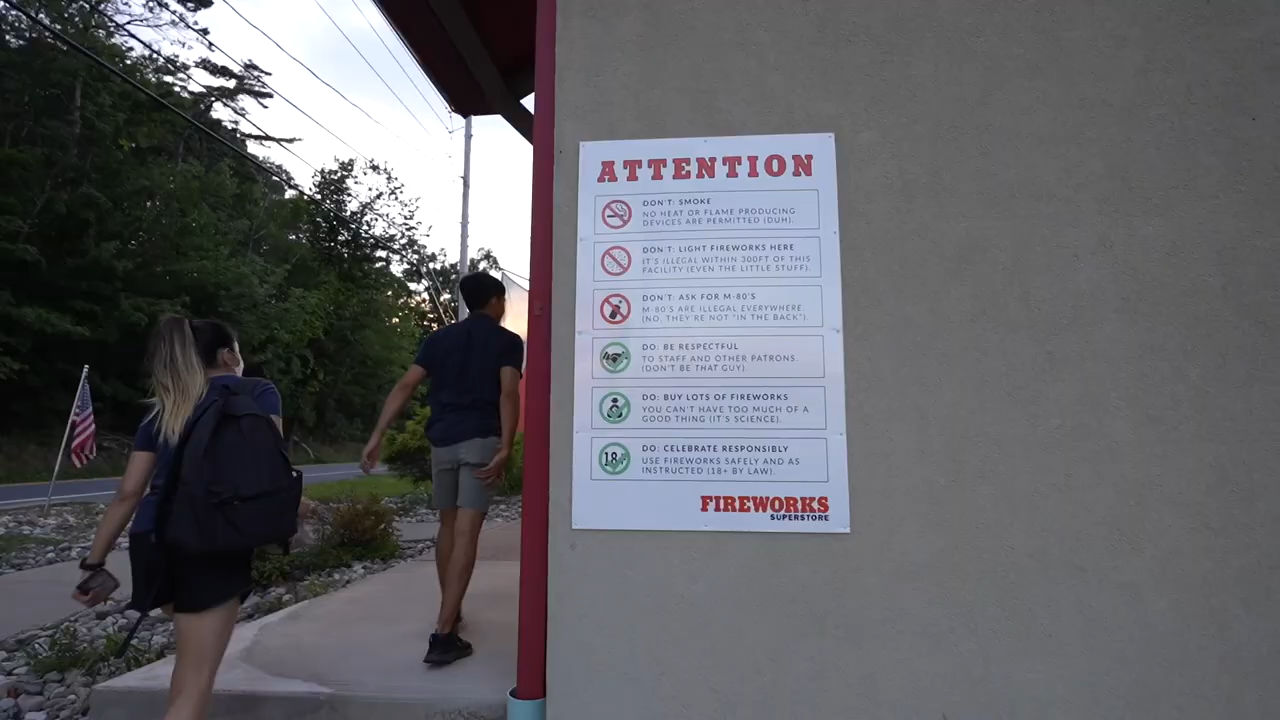 ATTENTION
DON'T: SMOKE
NO HEAT OR FLAME PRODUCING
DEVICES ARE PERMITTED (DUH).
DON'T: LIGHT FIREWORKS HERE
IT'S ILLEGAL WITHIN 300FT OF THIS
FACILITY (EVEN THE LITTLE STUFF).
DON'T: ASK FOR M-80'S
M-80'S ARE ILLEGAL EVERYWHERE.
(NO, THEY'RE NOT "IN THE BACK").
DO: BE RESPECTFUL
TO STAFF AND OTHER PATRONS.
(DON'T BE THAT GUY).
DO: BUY LOTS OF FIREWORKS
YOU CAN'T HAVE TOO MUCH OF A
GOOD THING (IT'S SCIENCE).
18+
DO: CELEBRATE RESPONSIBLY
USE FIREWORKS SAFELY AND AS
INSTRUCTED (18+ BY LAW).
FIREWORKS
SUPERSTORE